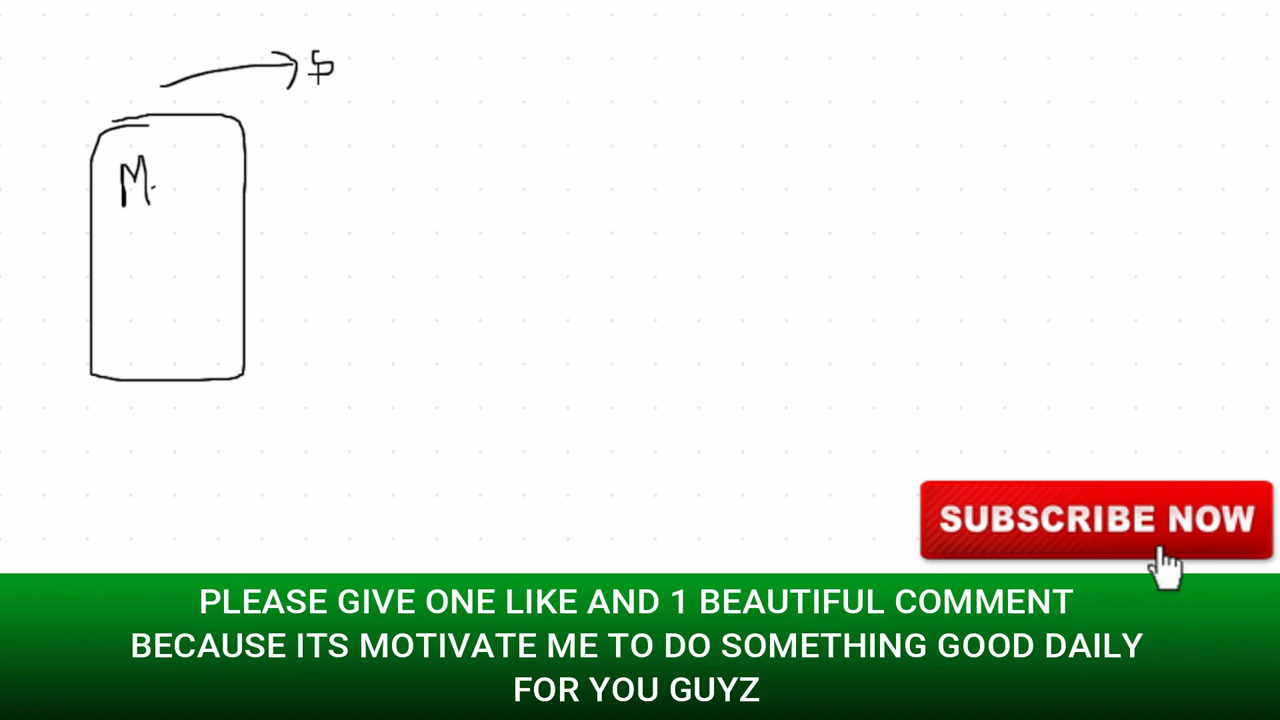 M.
SUBSCRIBE NOW
PLEASE GIVE ONE LIKE AND 1 BEAUTIFUL COMMENT
BECAUSE ITS MOTIVATE ME TO DO SOMETHING GOOD DAILY
FOR YOU GUYZ